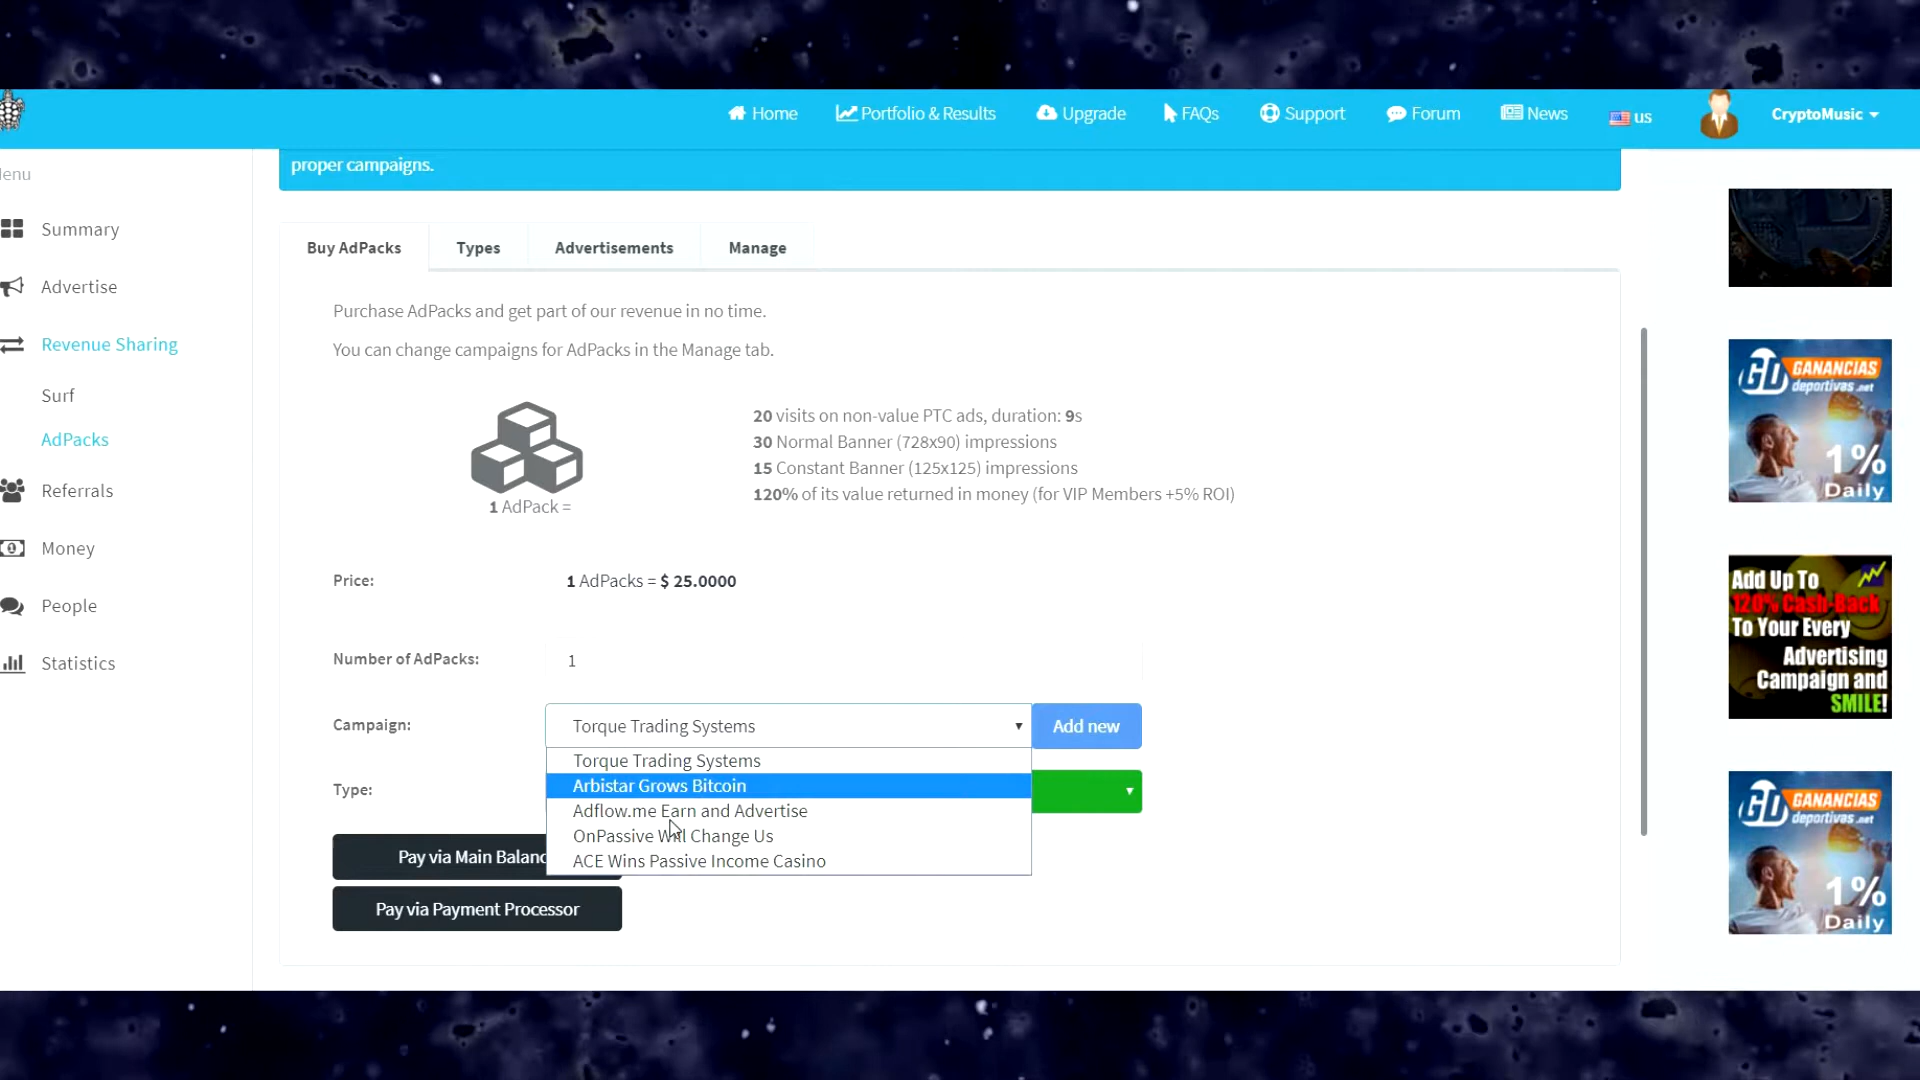 Home
Portfolio & Results
Upgrade
FAQs
Support
Forum
News
us
CryptoMusic
enu
Summary
Advertise
Revenue Sharing
Surf
AdPacks
Referrals
Money
People
Statistics
proper campaigns.
Buy AdPacks
Types
Advertisements
Manage
Purchase AdPacks and get part of our revenue in no time.
You can change campaigns for AdPacks in the Manage tab.
1 AdPack =
20 visits on non-value PTC ads, duration: 9s
30 Normal Banner (728x90) impressions
15 Constant Banner (125x125) impressions
120% of its value returned in money (for VIP Members +5% ROI)
Price:
1 AdPacks = $ 25.0000
Number of AdPacks:
1
Campaign:
Torque Trading Systems
Add new
Torque Trading Systems
Arbistar Grows Bitcoin
Adflow.me Earn and Advertise
OnPassive Will Change Us
ACE Wins Passive Income Casino
Type:
Pay via Main Balanc
Pay via Payment Processor
GD GANANCIAS
deportivas.net
1%
Daily
Add Up To
120% Cash-Back
To Your Every
Advertising
Campaign and
SMILE!
GD GANANCIAS
deportivas.net
1%
Daily